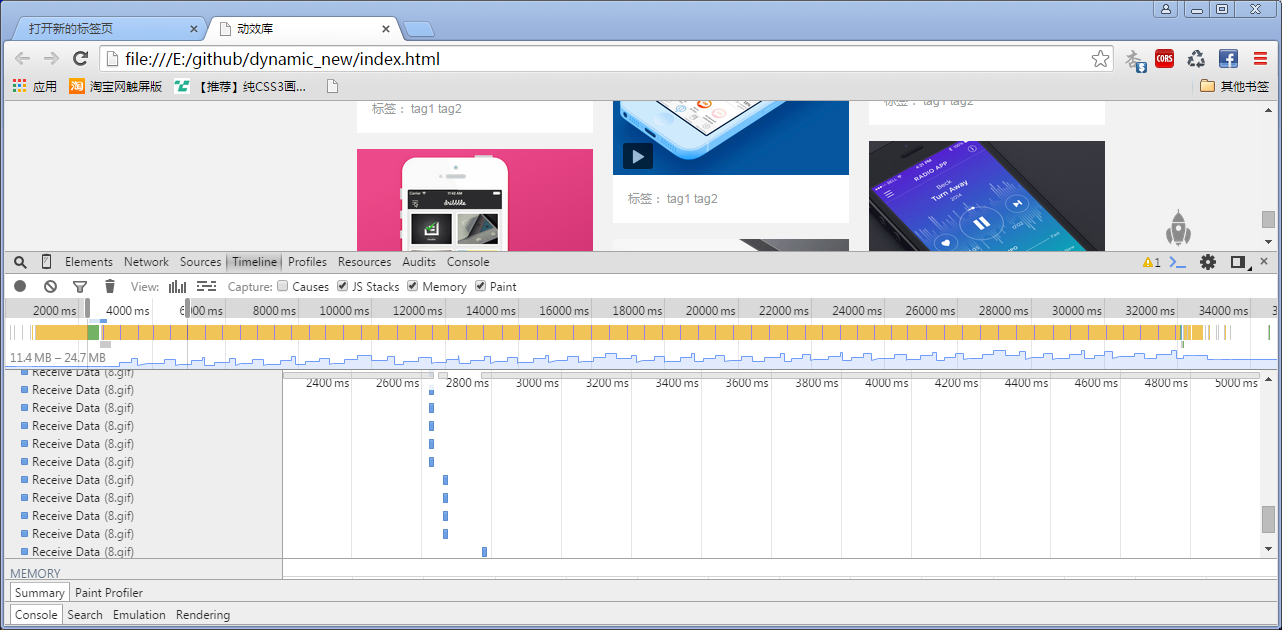 打开新的标签页
动效库
file:///E:/github/dynamic_new/index.html
CORS
应用 淘 淘宝网触屏版 【推荐】纯CSS3画... 其他书签
标签： tag1 tag2
标签： tag1 tag2
标签： tag1 tag2
dribbble
RADIO APP
Beck
Turn Away
2014
Elements Network Sources Timeline Profiles Resources Audits Console 1
View: Capture: Causes JS Stacks Memory Paint
2000 ms 4000 ms 6000 ms 8000 ms 10000 ms 12000 ms 14000 ms 16000 ms 18000 ms 20000 ms 22000 ms 24000 ms 26000 ms 28000 ms 30000 ms 32000 ms 34000 ms 3
11.4 MB – 24.7 MB
2400 ms 2600 ms 2800 ms 3000 ms 3200 ms 3400 ms 3600 ms 3800 ms 4000 ms 4200 ms 4400 ms 4600 ms 4800 ms 5000 ms
Receive Data (8.gif)
Receive Data (8.gif)
Receive Data (8.gif)
Receive Data (8.gif)
Receive Data (8.gif)
Receive Data (8.gif)
Receive Data (8.gif)
Receive Data (8.gif)
Receive Data (8.gif)
Receive Data (8.gif)
Receive Data (8.gif)
MEMORY
Summary Paint Profiler
Console Search Emulation Rendering